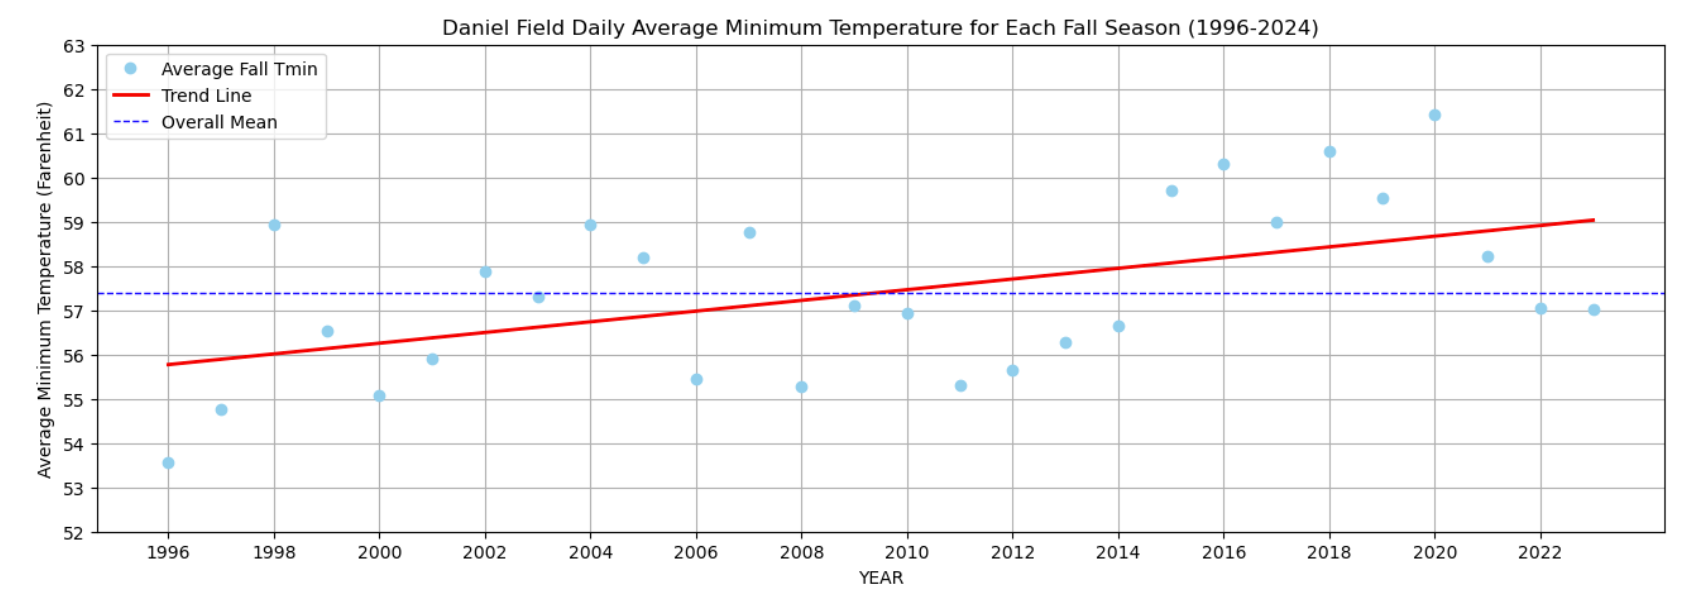 Daniel Field Daily Average Minimum Temperature for Each Fall Season (1996-2024)
Average Fall Tmin
Trend Line
Overall Mean
Average Minimum Temperature (Farenheit)
63
62
61
60
59
58
57
56
55
54
53
52
1996 1998 2000 2002 2004 2006 2008 2010 2012 2014 2016 2018 2020 2022
YEAR